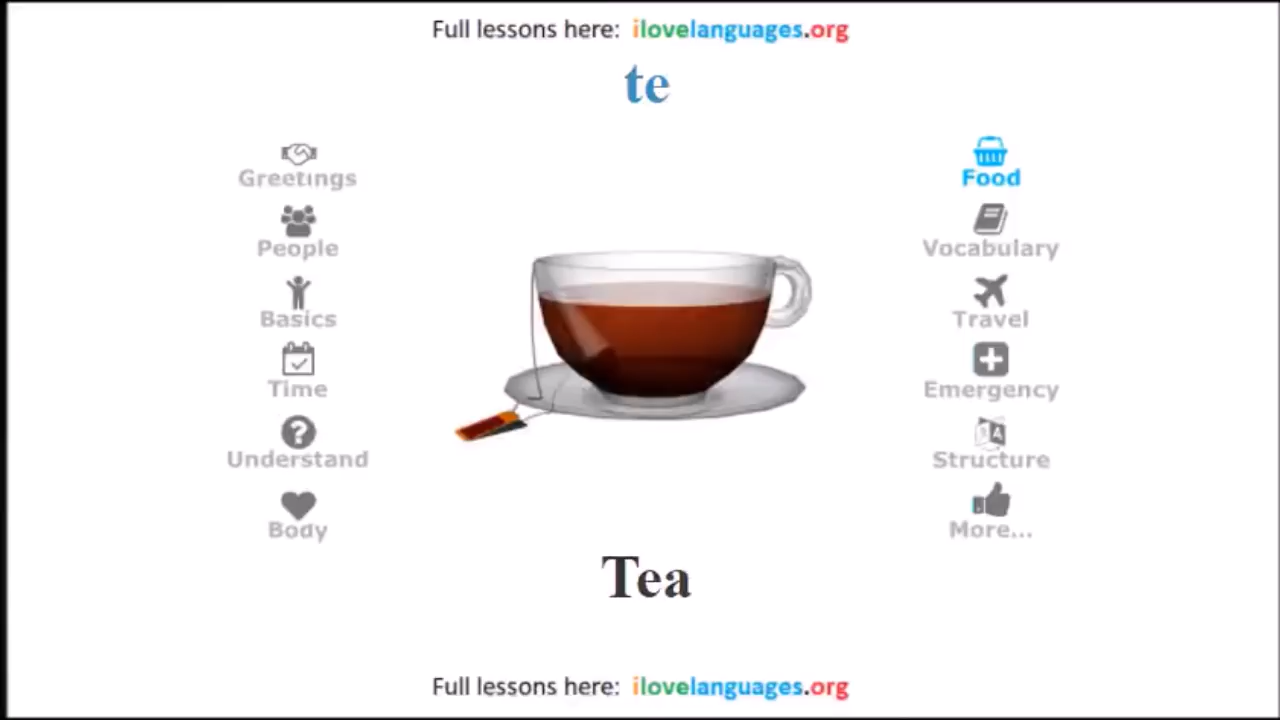 Full lessons here: ilovelanguages.org
te
Greetings
People
Basics
Time
Understand
Body
Food
Vocabulary
Travel
Emergency
Structure
More...
Tea
Full lessons here: ilovelanguages.org